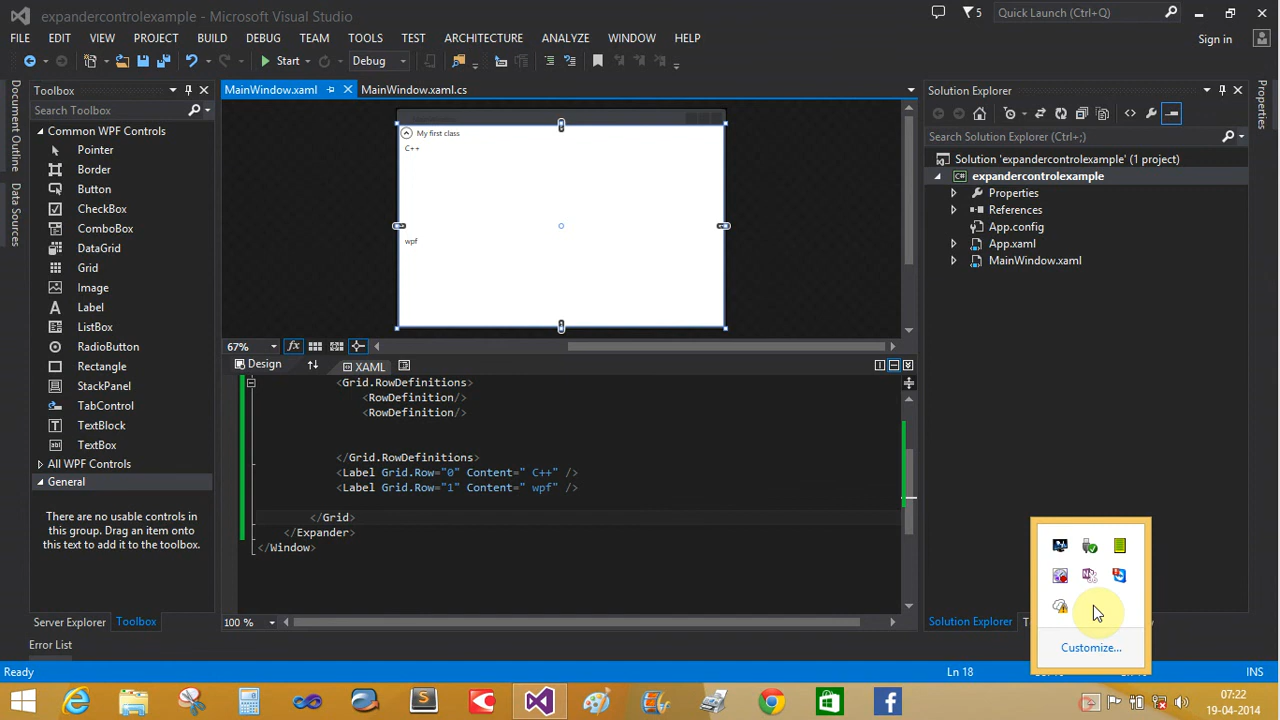 expandercontrolexample - Microsoft Visual Studio
5
Quick Launch (Ctrl+Q)
FILE EDIT VIEW PROJECT BUILD DEBUG TEAM TOOLS TEST ARCHITECTURE ANALYZE WINDOW HELP
Sign in
Start Debug
Document Outline
Data Sources
Toolbox
Search Toolbox
Common WPF Controls
Pointer
Border
Button
CheckBox
ComboBox
DataGrid
Grid
Image
Label
ListBox
RadioButton
Rectangle
StackPanel
TabControl
TextBlock
TextBox
All WPF Controls
General
There are no usable controls in
this group. Drag an item onto
this text to add it to the toolbox.
Server Explorer Toolbox
MainWindow.xaml MainWindow.xaml.cs
My first class
C++
wpf
67% fx
Design XAML
<Grid.RowDefinitions>
<RowDefinition/>
<RowDefinition/>
</Grid.RowDefinitions>
<Label Grid.Row="0" Content=" C++" />
<Label Grid.Row="1" Content=" wpf" />
</Grid>
</Expander>
</Window>
100 %
Solution Explorer
Search Solution Explorer (Ctrl+;)
Solution 'expandercontrolexample' (1 project)
C# expandercontrolexample
Properties
References
App.config
App.xaml
MainWindow.xaml
Solution Explorer
Properties
Customize...
Error List
Ready
Ln 18
INS
07:22
19-04-2014